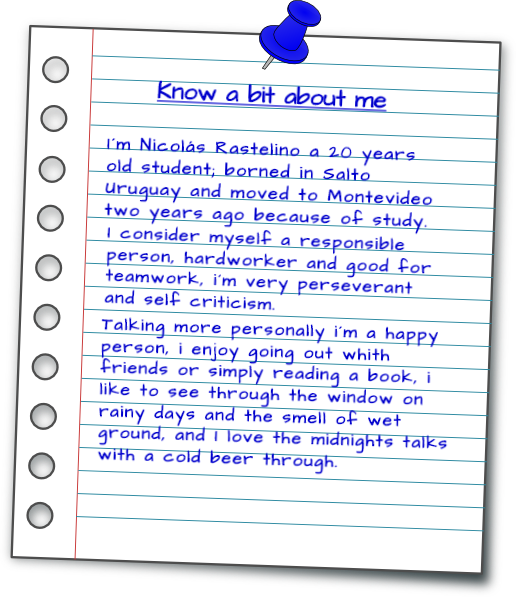 Know a bit about me
I'm Nicolás Rastelino a 20 years
old student, borned in Salto
Uruguay and moved to Montevideo
two years ago because of study.
I consider myself a responsible
person, hardworker and good for
teamwork, i'm very perseverant
and self criticism.
Talking more personally i'm a happy
person, i enjoy going out whith
friends or simply reading a book, i
like to see through the window on
rainy days and the smell of wet
ground, and I love the midnights talks
with a cold beer through.